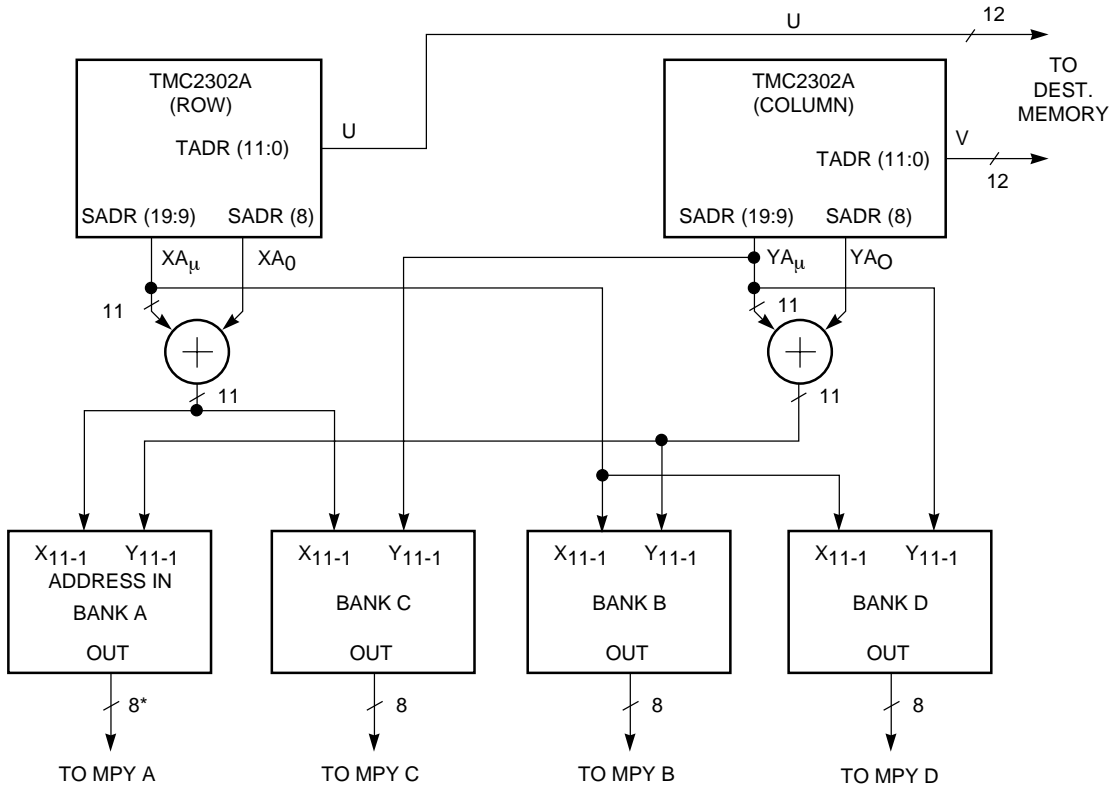 U
12
TMC2302A
(ROW)
TADR (11:0)
SADR (19:9) SADR (8)
U
TMC2302A
(COLUMN)
TADR (11:0)
SADR (19:9) SADR (8)
V
12
TO
DEST.
MEMORY
XAμ XA0
YAμ YAO
11
11
11
11
X11-1 Y11-1
ADDRESS IN
BANK A
OUT
X11-1 Y11-1
BANK C
OUT
X11-1 Y11-1
BANK B
OUT
X11-1 Y11-1
BANK D
OUT
8*
8
8
8
TO MPY A
TO MPY C
TO MPY B
TO MPY D